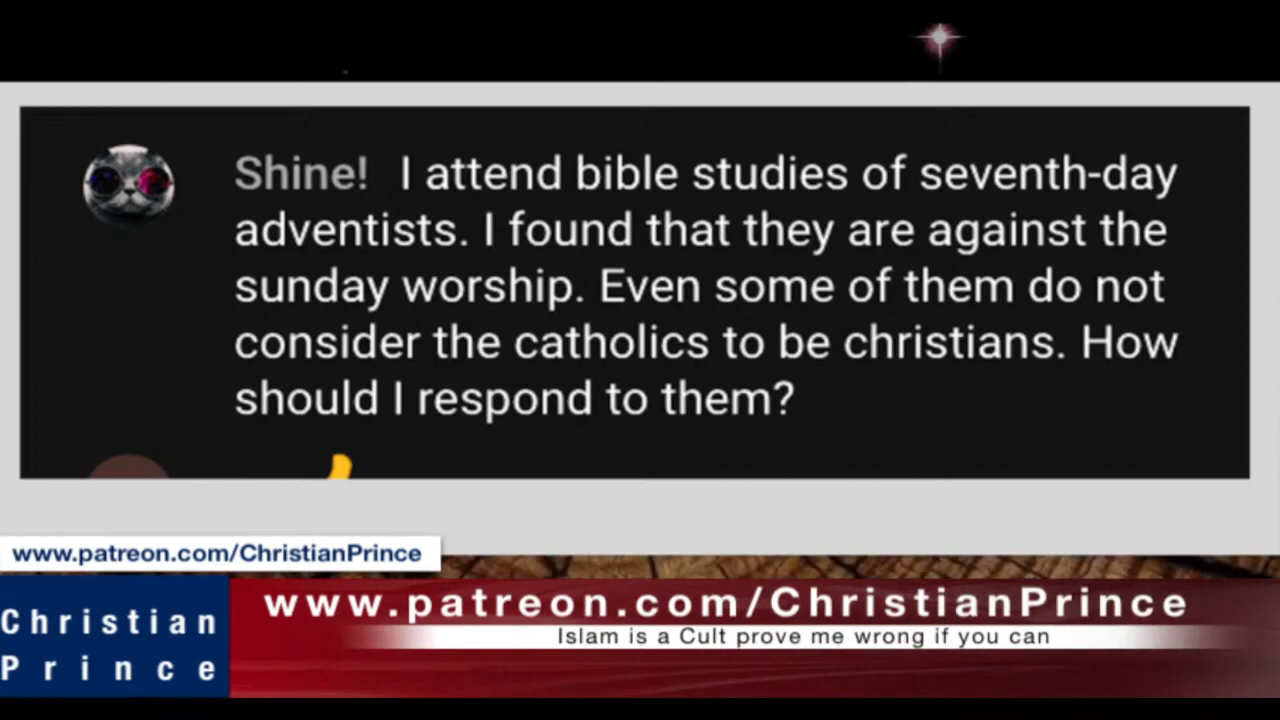 Shine! I attend bible studies of seventh-day
adventists. I found that they are against the
sunday worship. Even some of them do not
consider the catholics to be christians. How
should I respond to them?
www.patreon.com/ChristianPrince
Christian
Prince
www.patreon.com/ChristianPrince
Islam is a Cult prove me wrong if you can